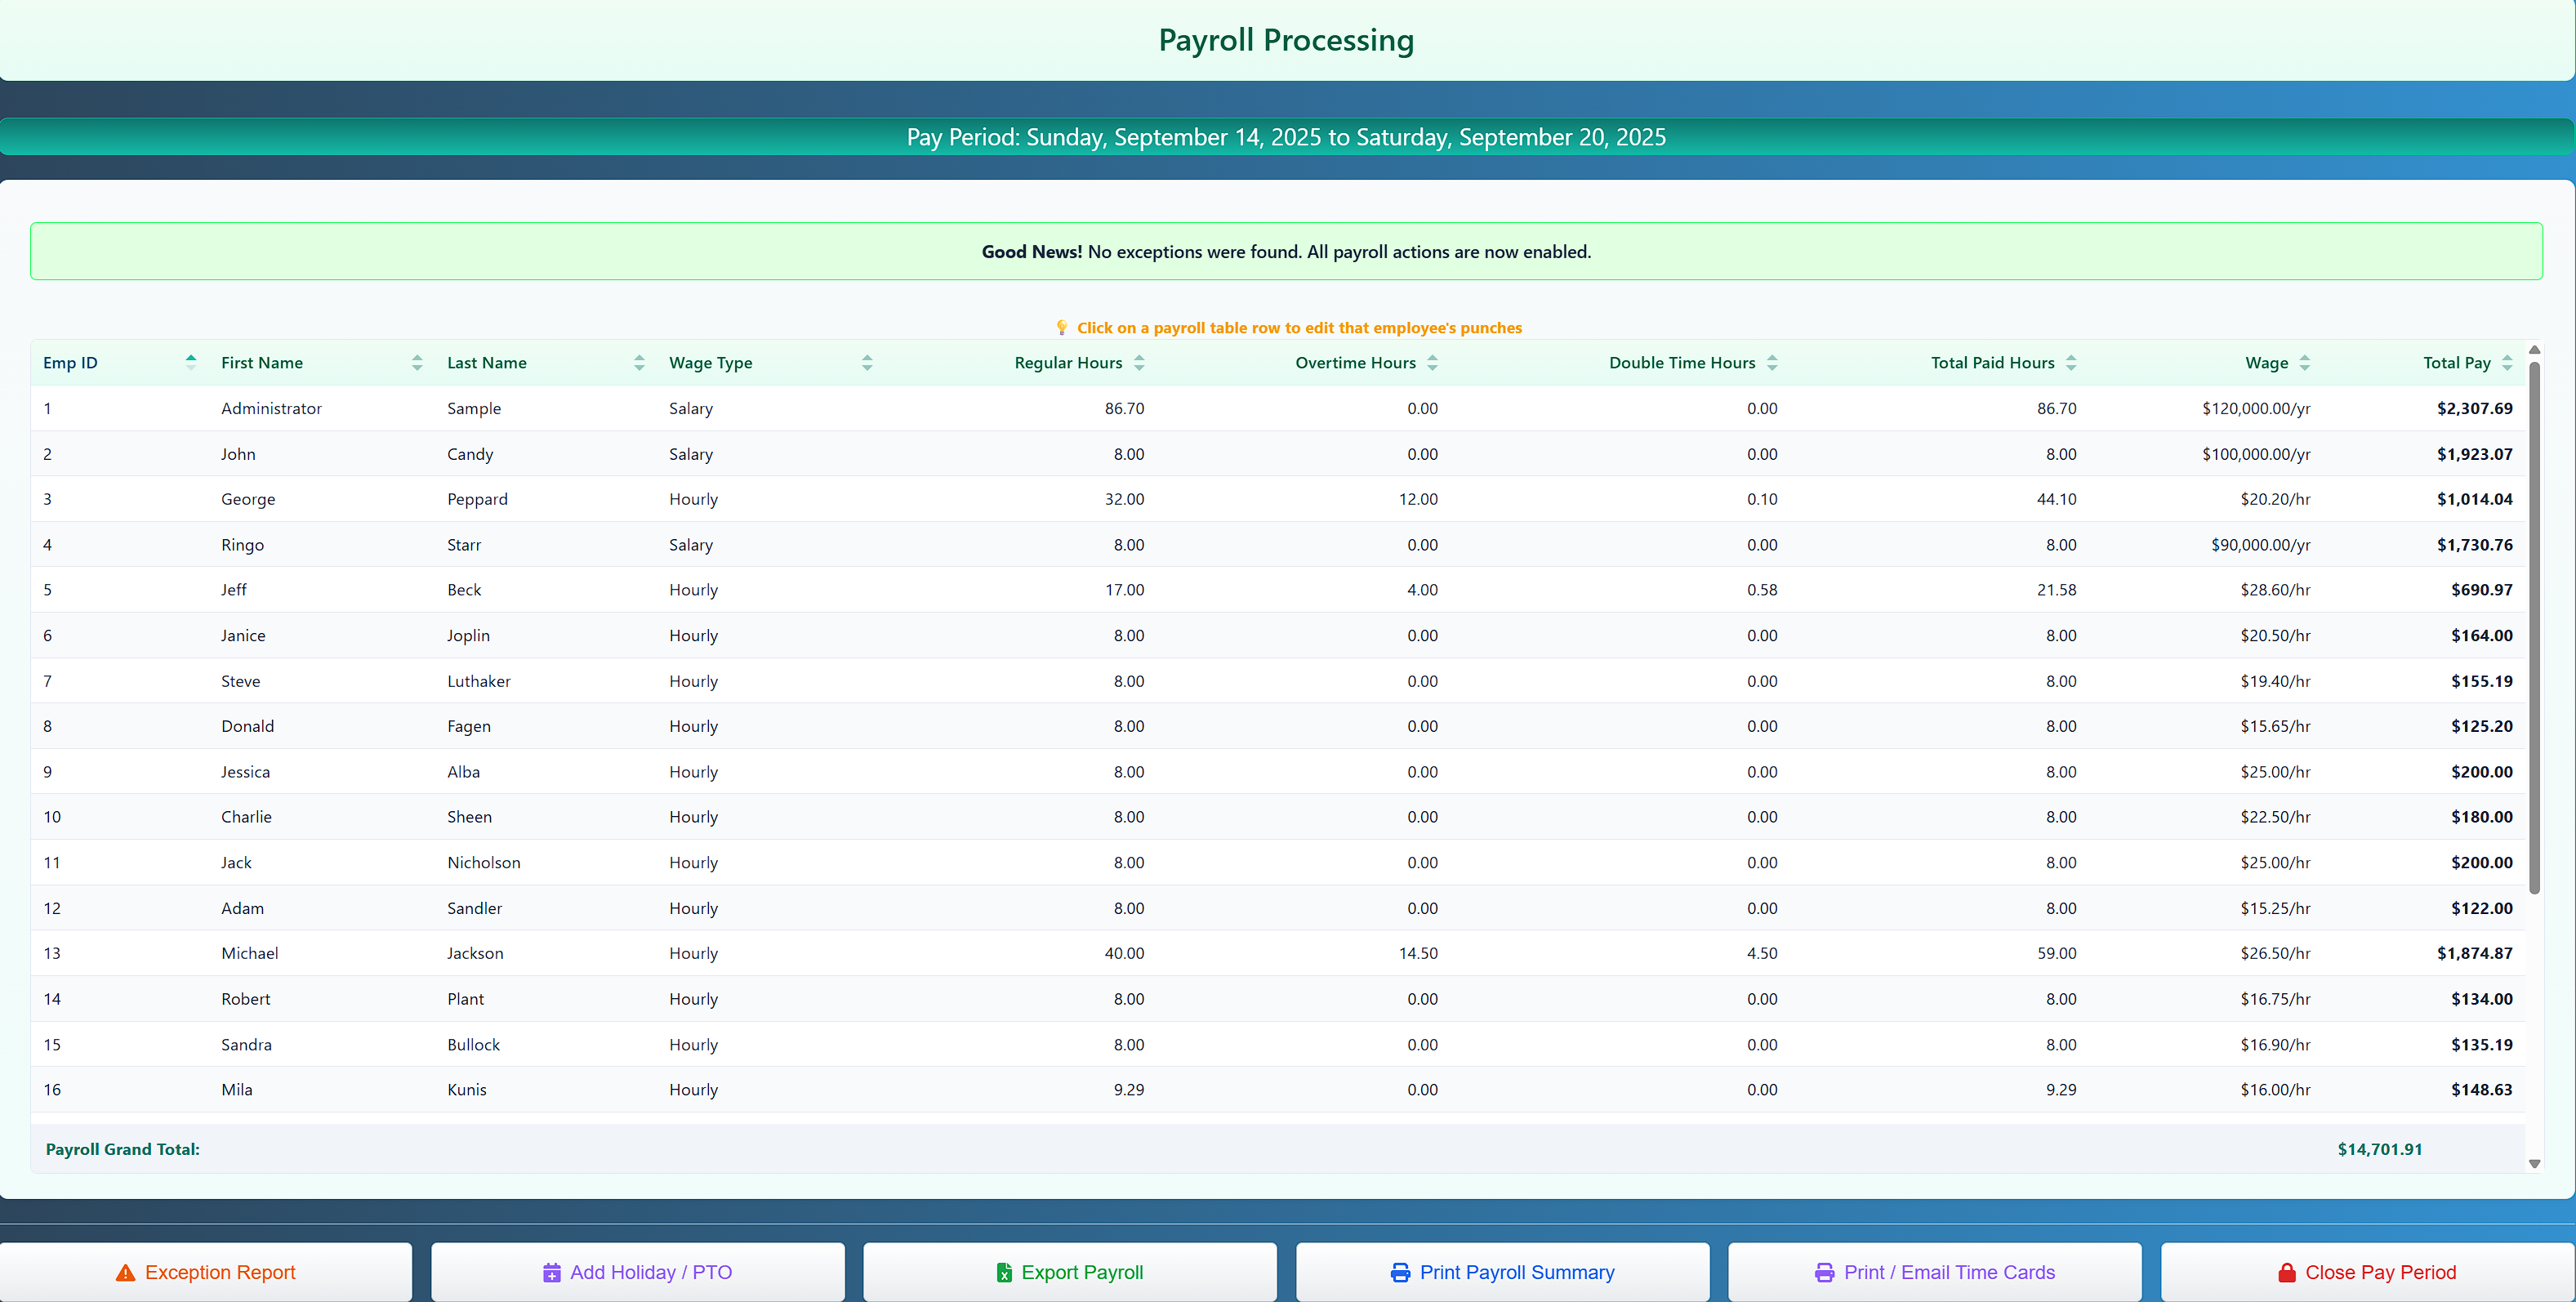 Payroll Processing
Pay Period: Sunday, September 14, 2025 to Saturday, September 20, 2025
Good News! No exceptions were found. All payroll actions are now enabled.
Click on a payroll table row to edit that employee's punches
Emp ID First Name Last Name Wage Type Regular Hours Overtime Hours Double Time Hours Total Paid Hours Wage Total Pay
1 Administrator Sample Salary 86.70 0.00 0.00 86.70 $120,000.00/yr $2,307.69
2 John Candy Salary 8.00 0.00 0.00 8.00 $100,000.00/yr $1,923.07
3 George Peppard Hourly 32.00 12.00 0.10 44.10 $20.20/hr $1,014.04
4 Ringo Starr Salary 8.00 0.00 0.00 8.00 $90,000.00/yr $1,730.76
5 Jeff Beck Hourly 17.00 4.00 0.58 21.58 $28.60/hr $690.97
6 Janice Joplin Hourly 8.00 0.00 0.00 8.00 $20.50/hr $164.00
7 Steve Luthaker Hourly 8.00 0.00 0.00 8.00 $19.40/hr $155.19
8 Donald Fagen Hourly 8.00 0.00 0.00 8.00 $15.65/hr $125.20
9 Jessica Alba Hourly 8.00 0.00 0.00 8.00 $25.00/hr $200.00
10 Charlie Sheen Hourly 8.00 0.00 0.00 8.00 $22.50/hr $180.00
11 Jack Nicholson Hourly 8.00 0.00 0.00 8.00 $25.00/hr $200.00
12 Adam Sandler Hourly 8.00 0.00 0.00 8.00 $15.25/hr $122.00
13 Michael Jackson Hourly 40.00 14.50 4.50 59.00 $26.50/hr $1,874.87
14 Robert Plant Hourly 8.00 0.00 0.00 8.00 $16.75/hr $134.00
15 Sandra Bullock Hourly 8.00 0.00 0.00 8.00 $16.90/hr $135.19
16 Mila Kunis Hourly 9.29 0.00 0.00 9.29 $16.00/hr $148.63
Payroll Grand Total: $14,701.91
Exception Report Add Holiday / PTO Export Payroll Print Payroll Summary Print / Email Time Cards Close Pay Period